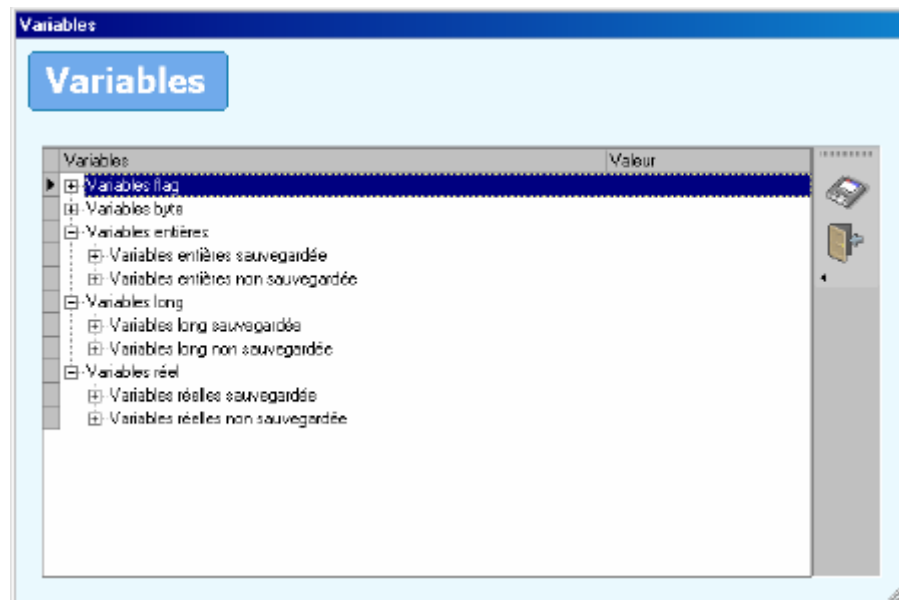 Variables
Variables
Variables Valeur
Variables flag
Variables byte
Variables entières
Variables entières sauvegardée
Variables entières non sauvegardée
Variables long
Variables long sauvegardée
Variables long non sauvegardée
Variables réel
Variables réelles sauvegardée
Variables réelles non sauvegardée